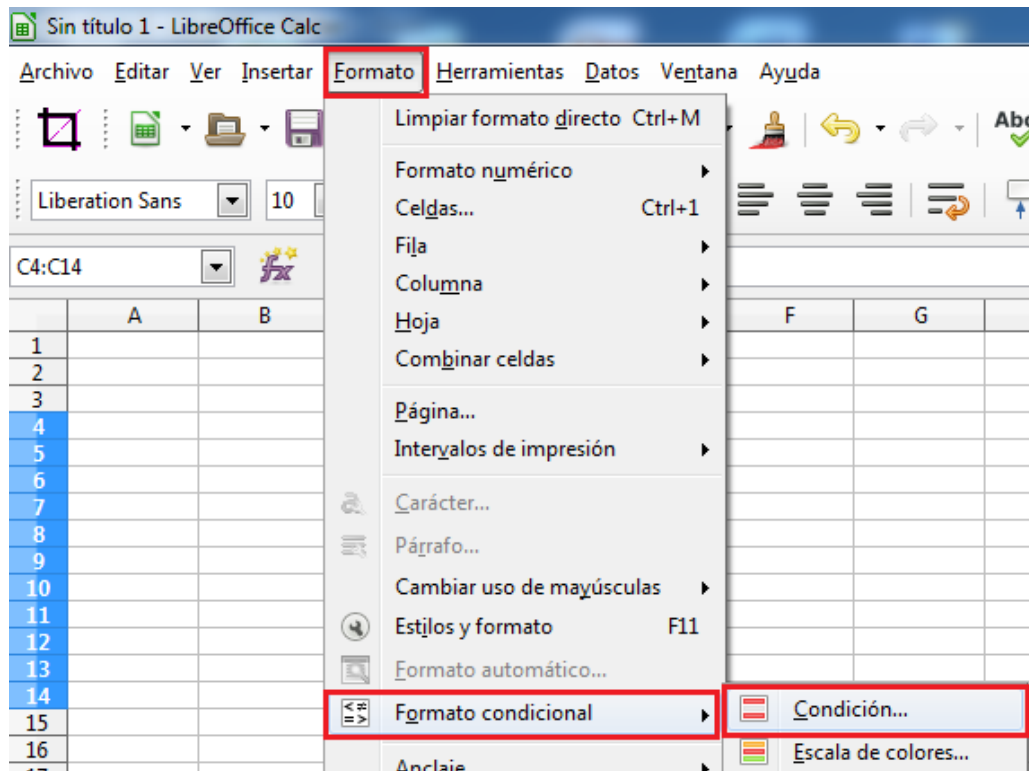 Sin título 1 - LibreOffice Calc
Archivo Editar Ver Insertar Formato Herramientas Datos Ventana Ayuda
Limpiar formato directo Ctrl+M
Abc
Formato numérico
Liberation Sans 10
Celdas... Ctrl+1
Fila
C4:C14
Columna
A B F G
Hoja
1
Combinar celdas
2
3
Página...
4
Intervalos de impresión
5
6
Carácter...
7
8
Párrafo...
9
Cambiar uso de mayúsculas
10
11
Estilos y formato F11
12
Formato automático...
13
14
Formato condicional Condición...
15
16
Escala de colores...
Anclaje
17